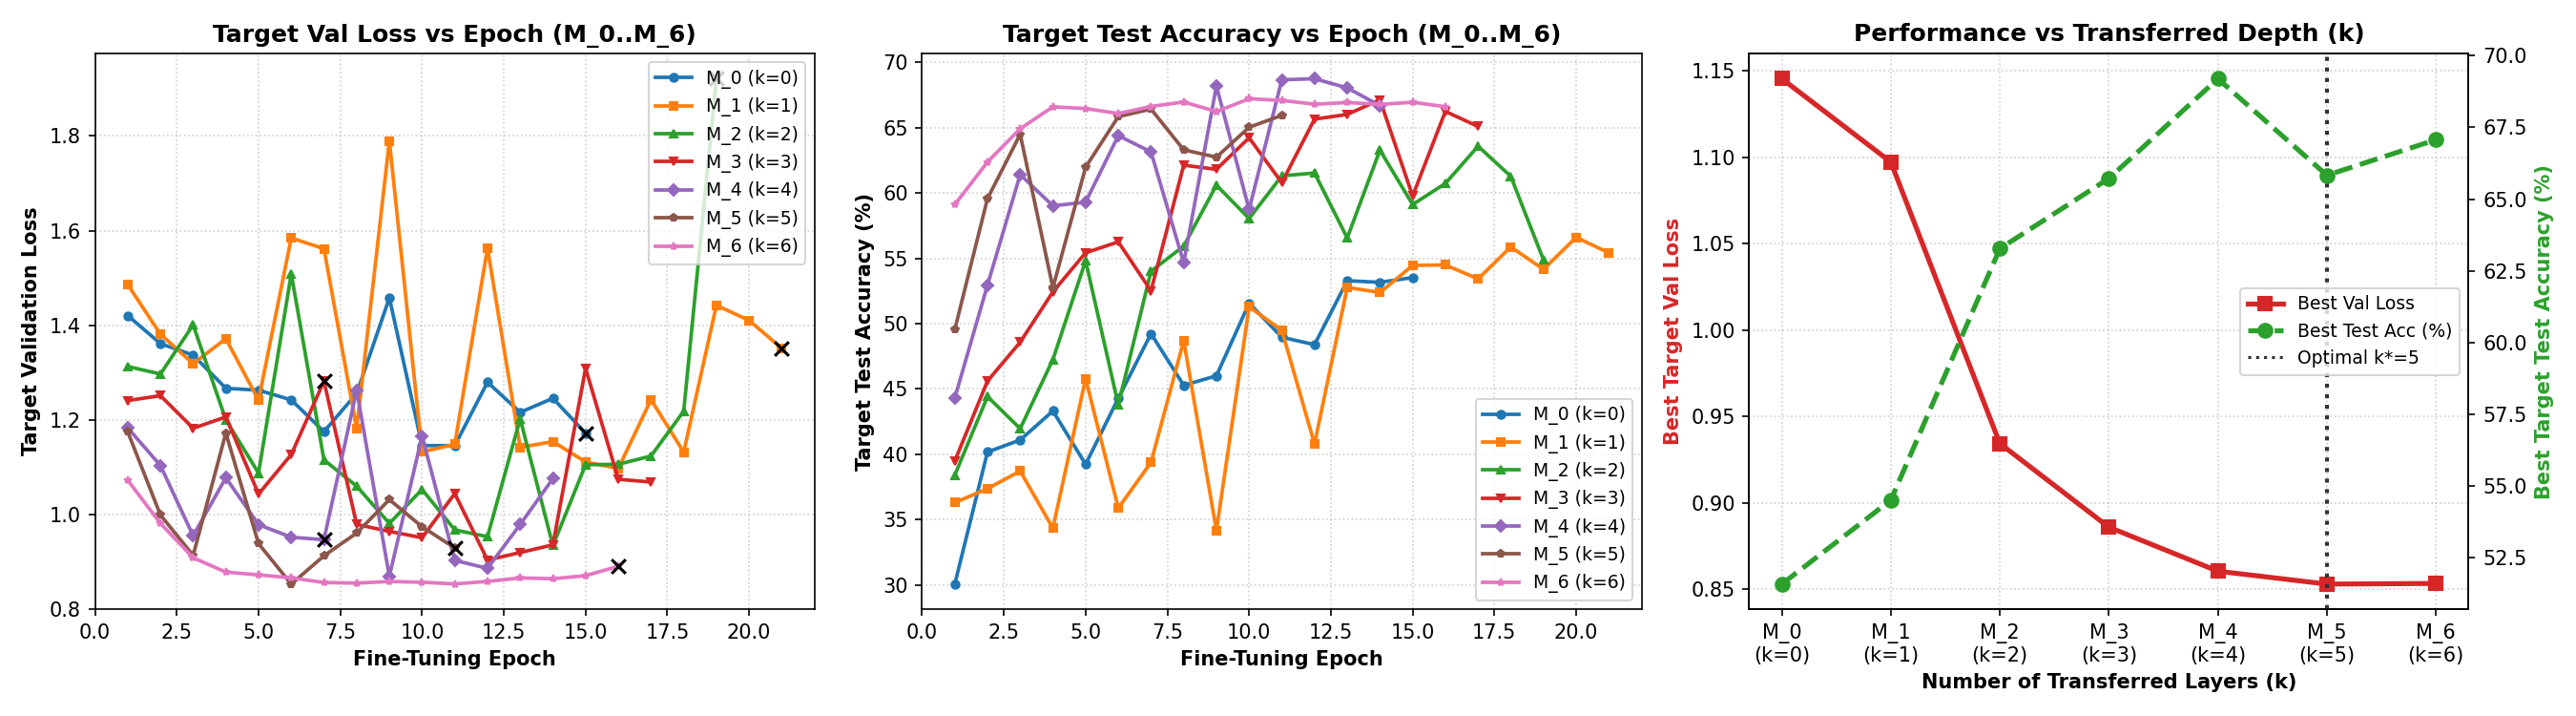 Target Val Loss vs Epoch (M_0..M_6)
Target Validation Loss
1.8
1.6
1.4
1.2
1.0
0.8
0.0
2.5
5.0
7.5
10.0
12.5
15.0
17.5
20.0
Fine-Tuning Epoch
M_0 (k=0)
M_1 (k=1)
M_2 (k=2)
M_3 (k=3)
M_4 (k=4)
M_5 (k=5)
M_6 (k=6)
Target Test Accuracy vs Epoch (M_0..M_6)
Target Test Accuracy (%)
70
65
60
55
50
45
40
35
30
0.0
2.5
5.0
7.5
10.0
12.5
15.0
17.5
20.0
Fine-Tuning Epoch
M_0 (k=0)
M_1 (k=1)
M_2 (k=2)
M_3 (k=3)
M_4 (k=4)
M_5 (k=5)
M_6 (k=6)
Performance vs Transferred Depth (k)
Best Target Val Loss
1.15
1.10
1.05
1.00
0.95
0.90
0.85
70.0
67.5
65.0
62.5
60.0
57.5
55.0
52.5
Best Target Test Accuracy (%)
Best Val Loss
Best Test Acc (%)
Optimal k*=5
M_0
(k=0)
M_1
(k=1)
M_2
(k=2)
M_3
(k=3)
M_4
(k=4)
M_5
(k=5)
M_6
(k=6)
Number of Transferred Layers (k)